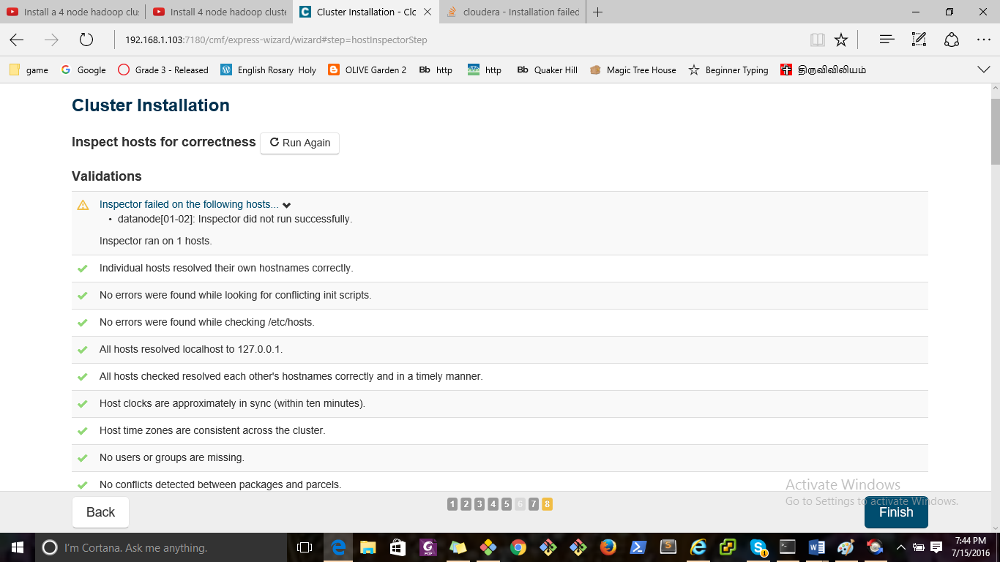 Install a 4 node hadoop clus
Install 4 node hadoop cluste
Cluster Installation - Clc
cloudera - Installation failed
192.168.1.103:7180/cmf/express-wizard/wizard#step=hostInspectorStep
game
Google
Grade 3 - Released
English Rosary Holy
OLIVE Garden 2
Bb http
http
Bb Quaker Hill
Magic Tree House
Beginner Typing
திருவிவிலியம்
Cluster Installation
Inspect hosts for correctness
Run Again
Validations
Inspector failed on the following hosts...
• datanode[01-02]: Inspector did not run successfully.
Inspector ran on 1 hosts.
Individual hosts resolved their own hostnames correctly.
No errors were found while looking for conflicting init scripts.
No errors were found while checking /etc/hosts.
All hosts resolved localhost to 127.0.0.1.
All hosts checked resolved each other's hostnames correctly and in a timely manner.
Host clocks are approximately in sync (within ten minutes).
Host time zones are consistent across the cluster.
No users or groups are missing.
No conflicts detected between packages and parcels.
Activate Windows
Go to Settings to activate Windows.
Back
1 2 3 4 5 6 7 8
Finish
I'm Cortana. Ask me anything.
7:44 PM
7/15/2016